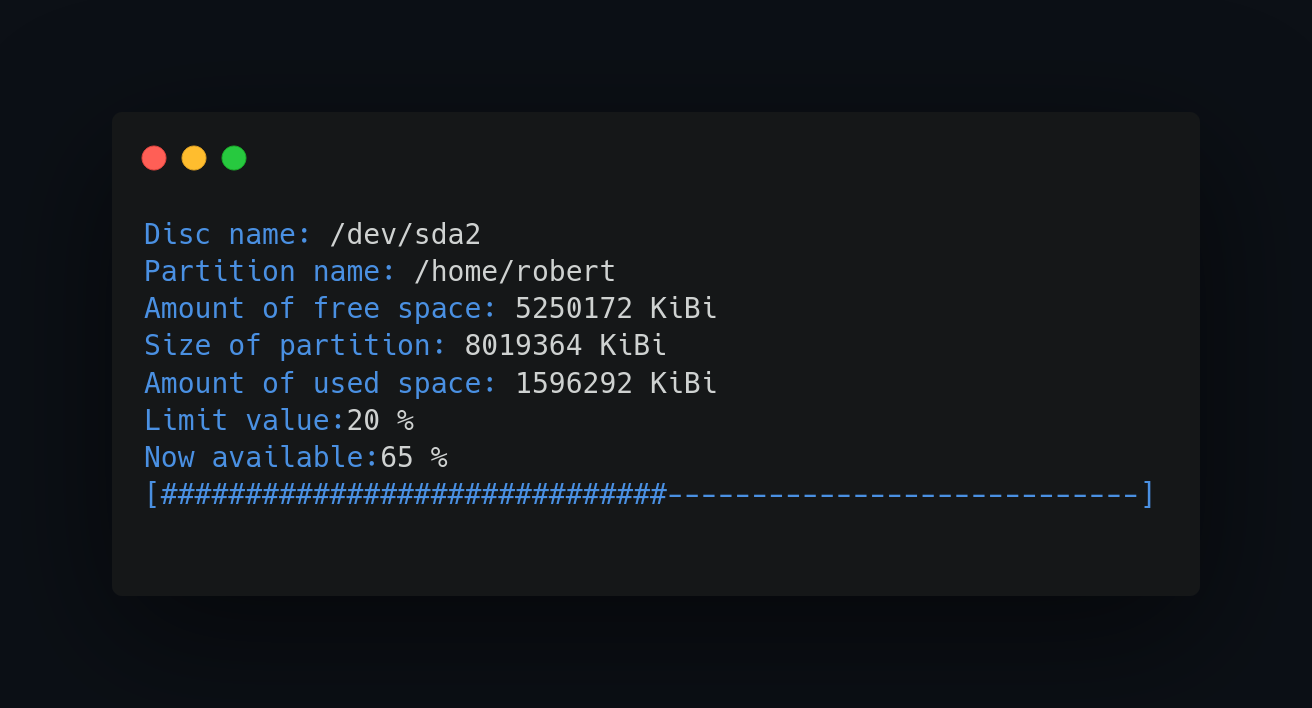 Disc name: /dev/sda2
Partition name: /home/robert
Amount of free space: 5250172 KiBi
Size of partition: 8019364 KiBi
Amount of used space: 1596292 KiBi
Limit value:20 %
Now available:65 %
[##############################----------------------------]